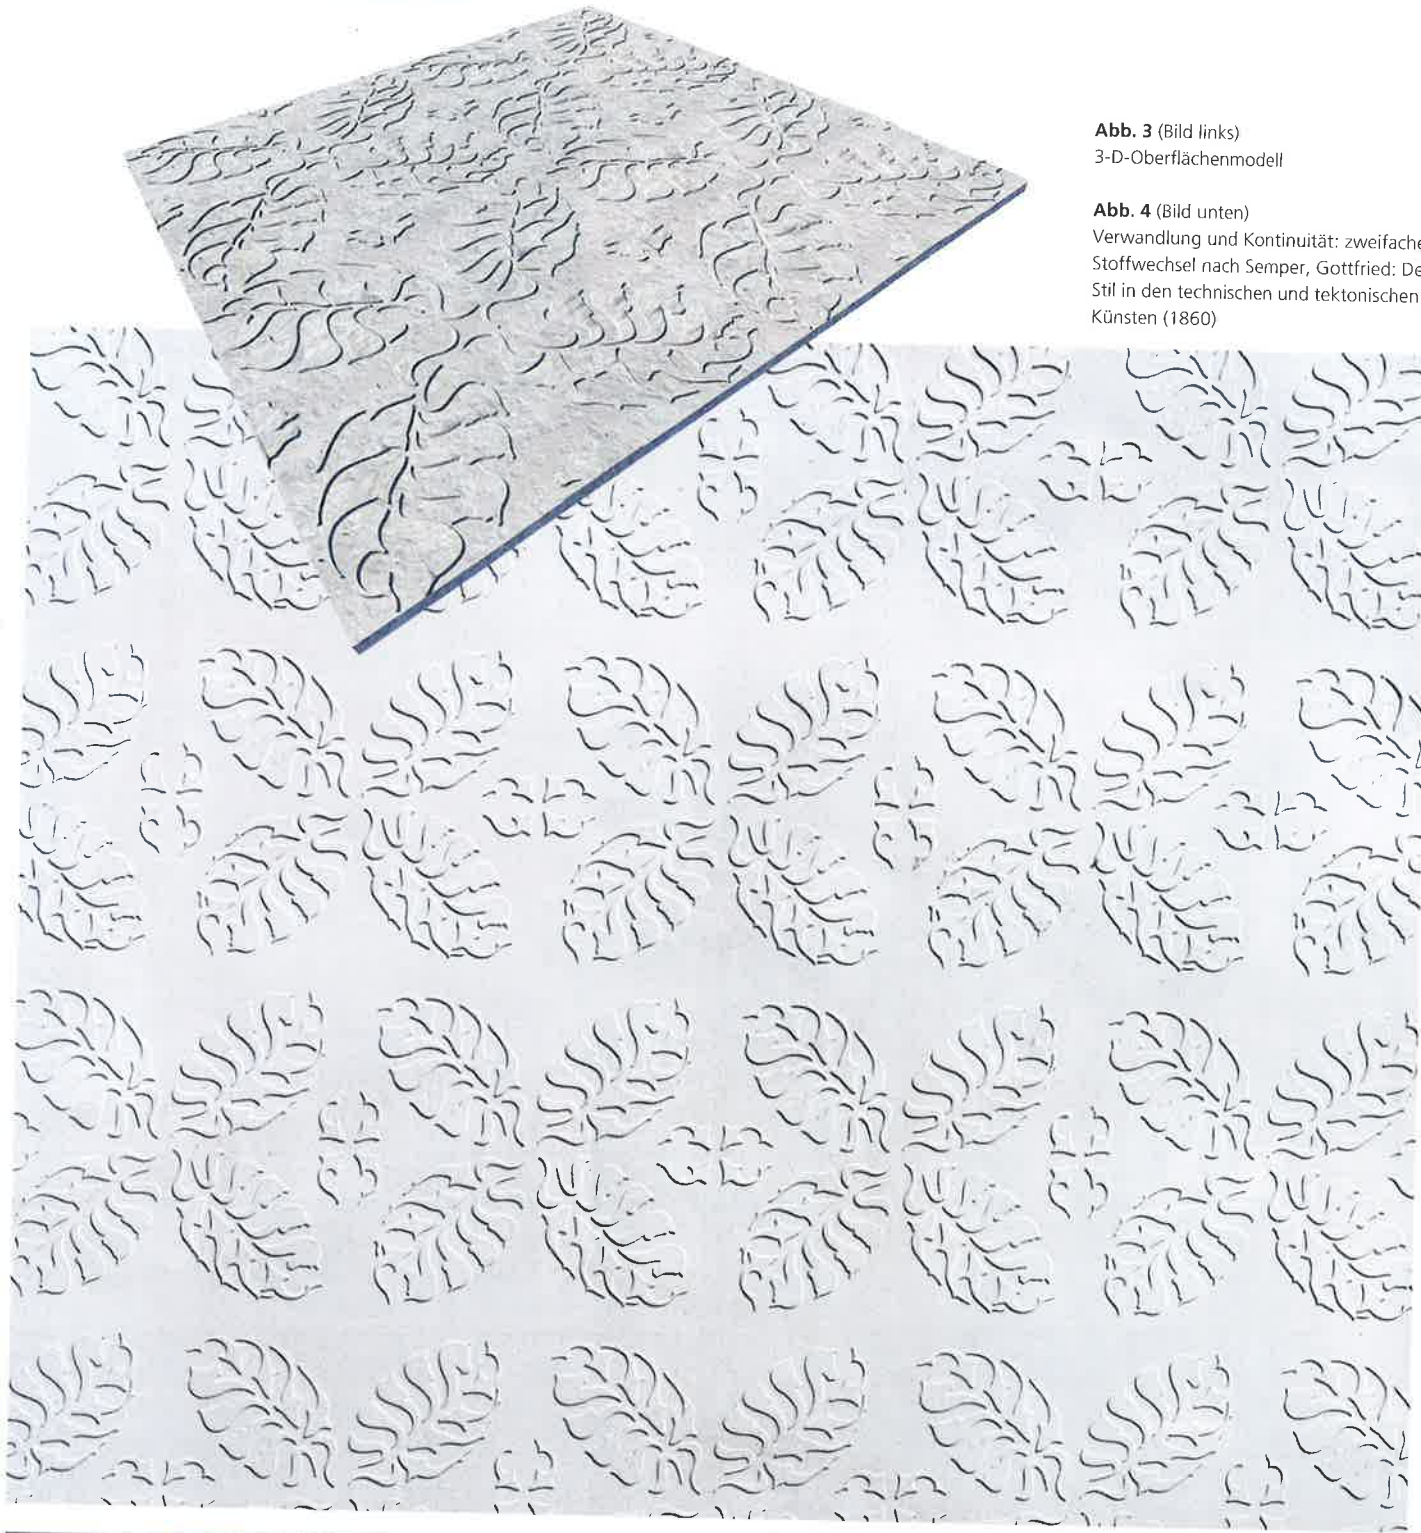 Abb. 3 (Bild links)
3-D-Oberflächenmodell
Abb. 4 (Bild unten)
Verwandlung und Kontinuität: zweifache
Stoffwechsel nach Semper, Gottfried: De
Stil in den technischen und tektonischen
Künsten (1860)